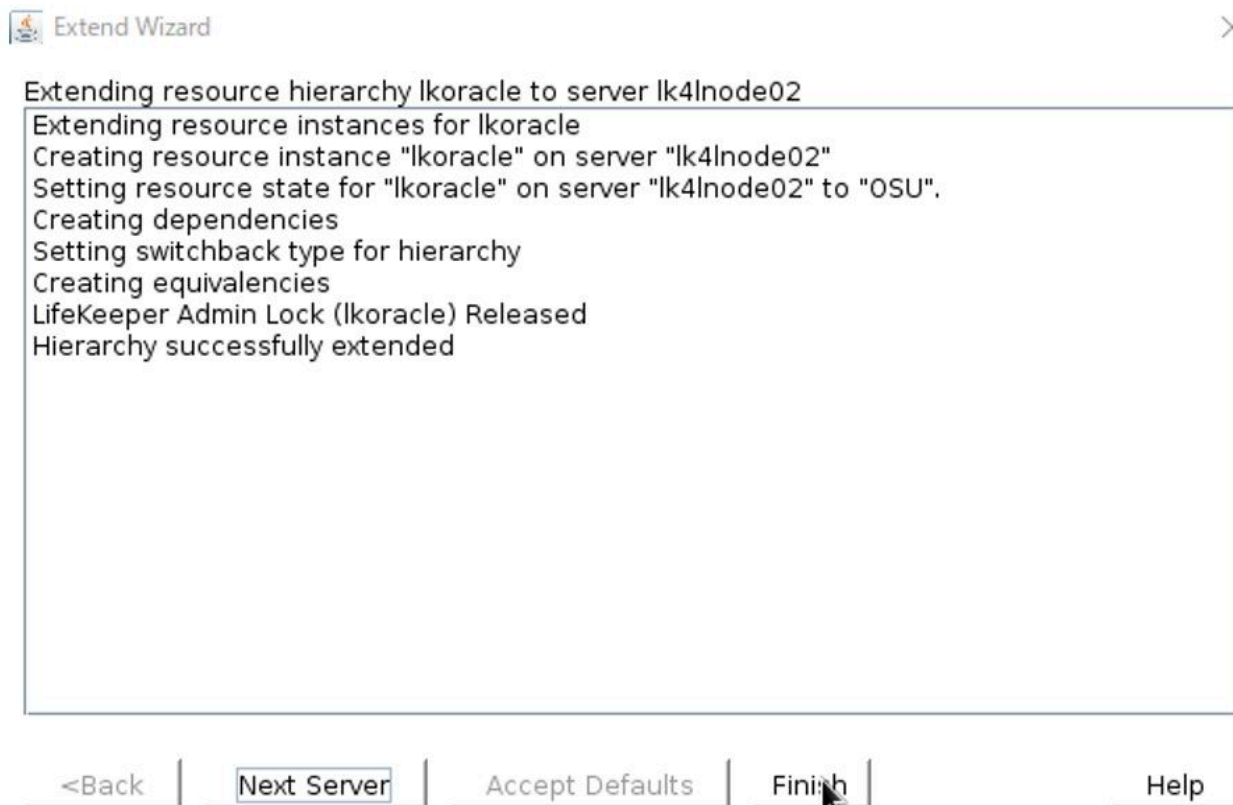 Extend Wizard
Extending resource hierarchy lkoracle to server lk4lnode02
Extending resource instances for lkoracle
Creating resource instance "lkoracle" on server "lk4lnode02"
Setting resource state for "lkoracle" on server "lk4lnode02" to "OSU".
Creating dependencies
Setting switchback type for hierarchy
Creating equivalencies
LifeKeeper Admin Lock (lkoracle) Released
Hierarchy successfully extended
<Back Next Server Accept Defaults Finish Help